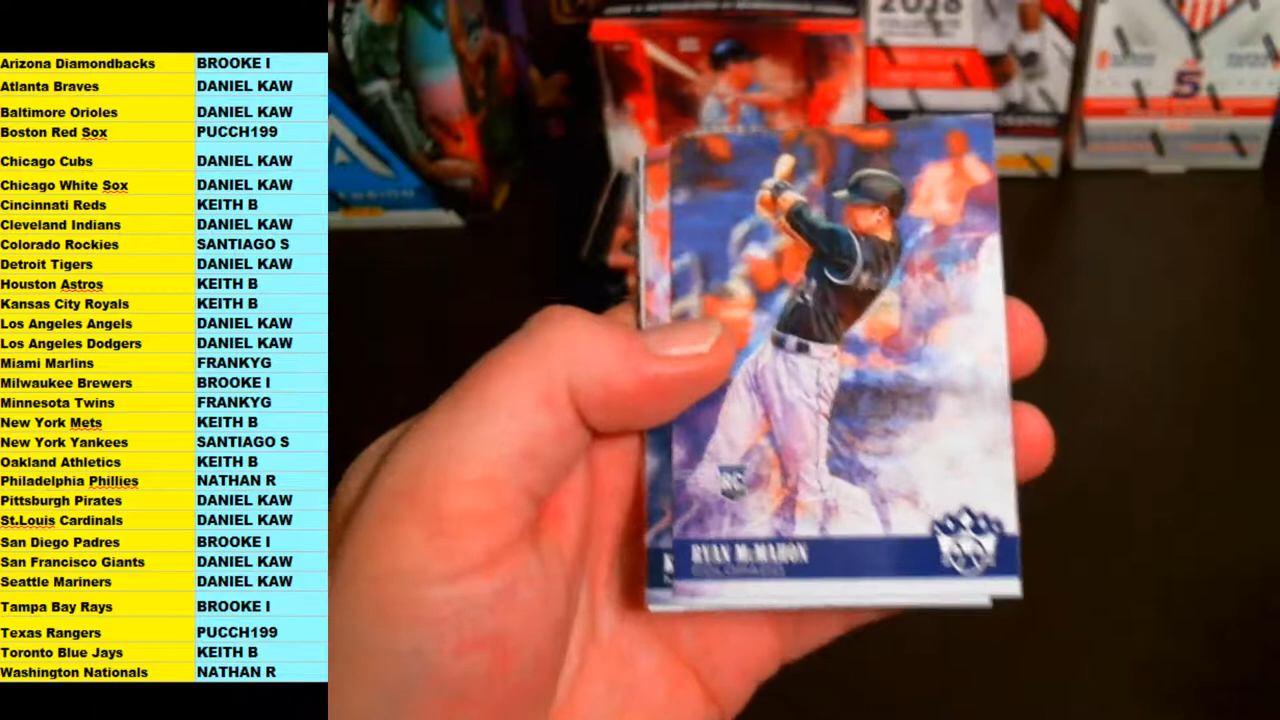 Arizona Diamondbacks BROOKE I
Atlanta Braves DANIEL KAW
Baltimore Orioles DANIEL KAW
Boston Red Sox PUCCH199
Chicago Cubs DANIEL KAW
Chicago White Sox DANIEL KAW
Cincinnati Reds KEITH B
Cleveland Indians DANIEL KAW
Colorado Rockies SANTIAGO S
Detroit Tigers DANIEL KAW
Houston Astros KEITH B
Kansas City Royals KEITH B
Los Angeles Angels DANIEL KAW
Los Angeles Dodgers DANIEL KAW
Miami Marlins FRANKYG
Milwaukee Brewers BROOKE I
Minnesota Twins FRANKYG
New York Mets KEITH B
New York Yankees SANTIAGO S
Oakland Athletics KEITH B
Philadelphia Phillies NATHAN R
Pittsburgh Pirates DANIEL KAW
St.Louis Cardinals DANIEL KAW
San Diego Padres BROOKE I
San Francisco Giants DANIEL KAW
Seattle Mariners DANIEL KAW
Tampa Bay Rays BROOKE I
Texas Rangers PUCCH199
Toronto Blue Jays KEITH B
Washington Nationals NATHAN R
2018
5
RC
RYAN MCMAHON
COLORADO